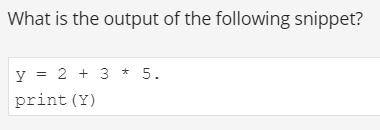 What is the output of the following snippet?
y = 2 + 3 * 5.
print(Y)